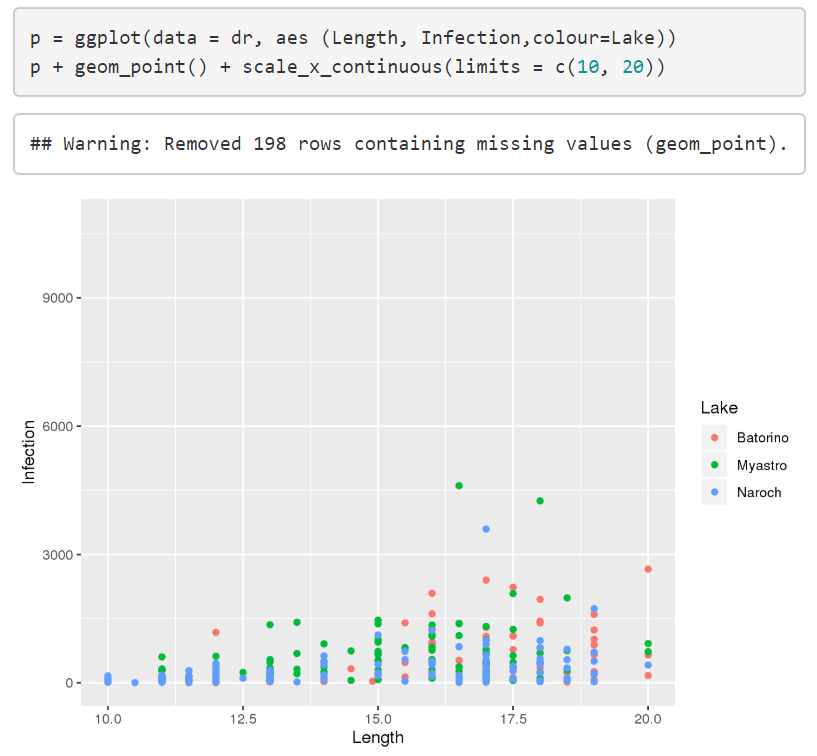 p = ggplot(data = dr, aes (Length, Infection,colour=Lake))
p + geom_point() + scale_x_continuous(limits = c(10, 20))
## Warning: Removed 198 rows containing missing values (geom_point).
9000
6000
3000
0
Infection
10.0 12.5 15.0 17.5 20.0
Length
Lake
Batorino
Myastro
Naroch